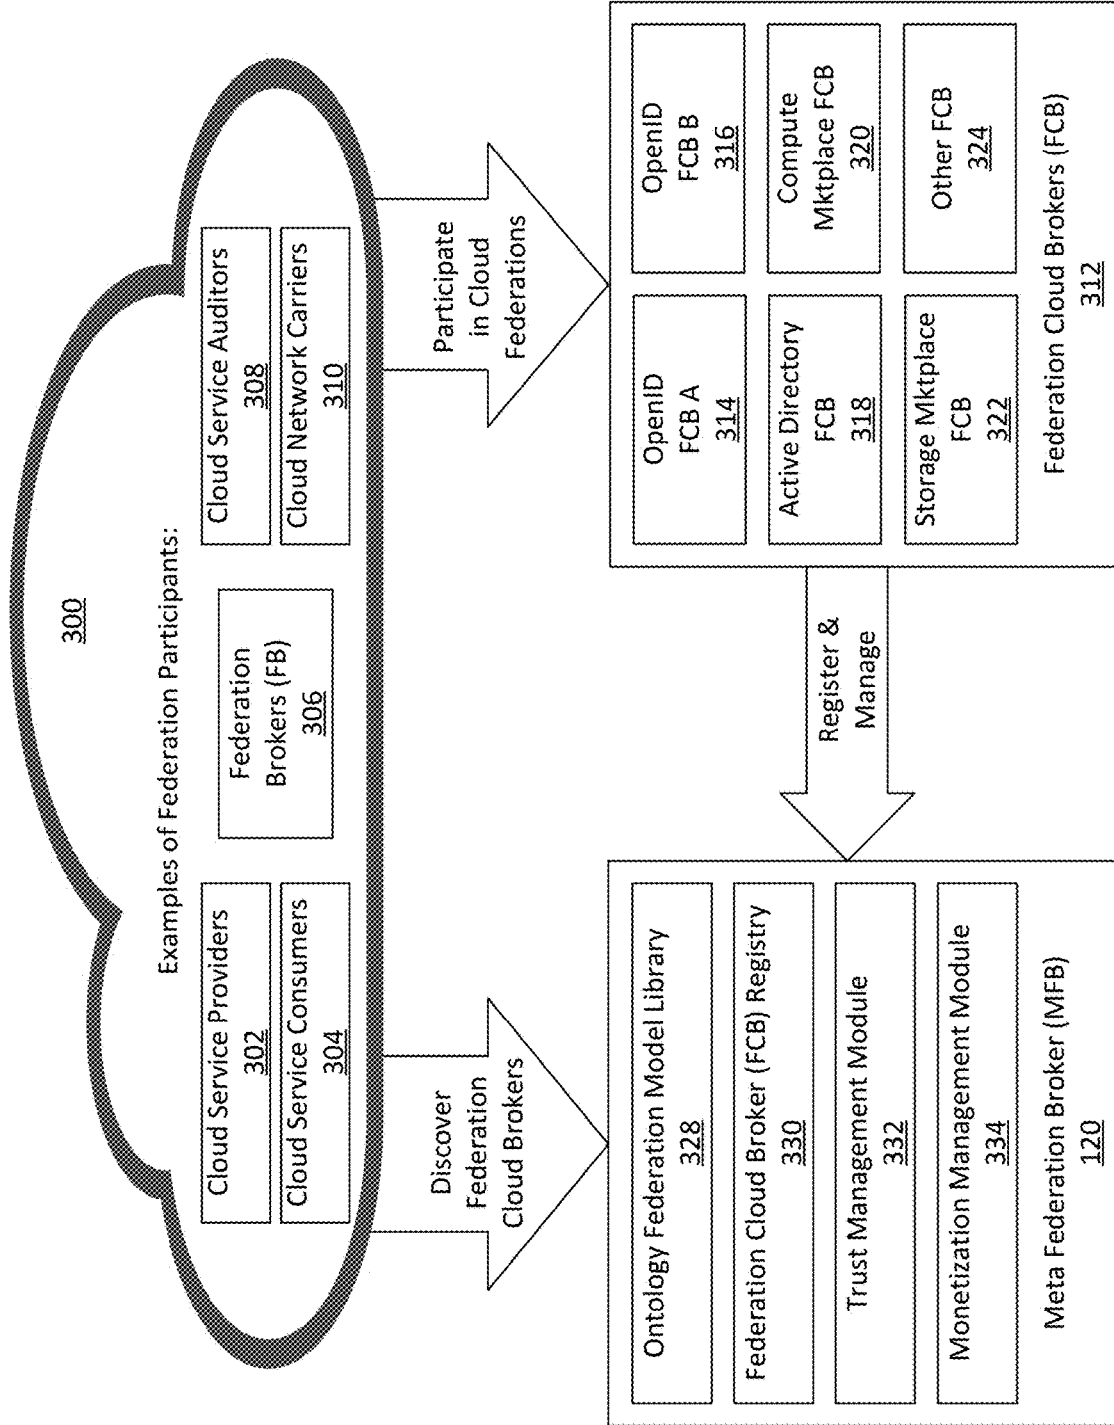 300
Examples of Federation Participants:
Cloud Service Providers
302
Cloud Service Consumers
304
Federation
Brokers (FB)
306
Cloud Service Auditors
308
Cloud Network Carriers
310
Discover
Federation
Cloud Brokers
Participate
in Cloud
Federations
Ontology Federation Model Library
328
Federation Cloud Broker (FCB) Registry
330
Trust Management Module
332
Monetization Management Module
334
Meta Federation Broker (MFB)
120
Register &
Manage
OpenID
FCB A
314
OpenID
FCB B
316
Active Directory
FCB
318
Compute
Mktplace FCB
320
Storage Mktplace
FCB
322
Other FCB
324
Federation Cloud Brokers (FCB)
312